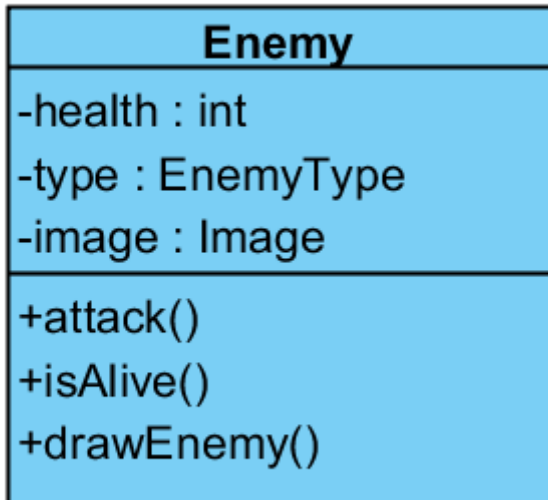 Enemy
-health : int
-type : EnemyType
-image : Image
+attack()
+isAlive()
+drawEnemy()